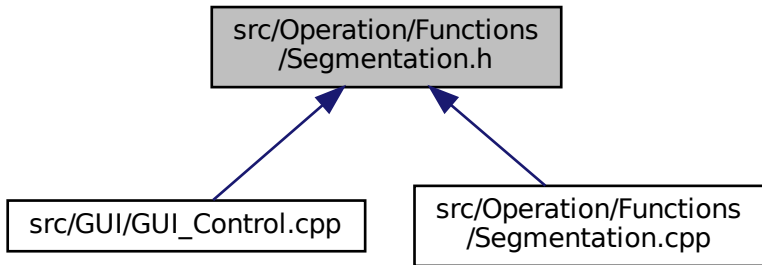 src/Operation/Functions
/Segmentation.h
src/GUI/GUI_Control.cpp
src/Operation/Functions
/Segmentation.cpp